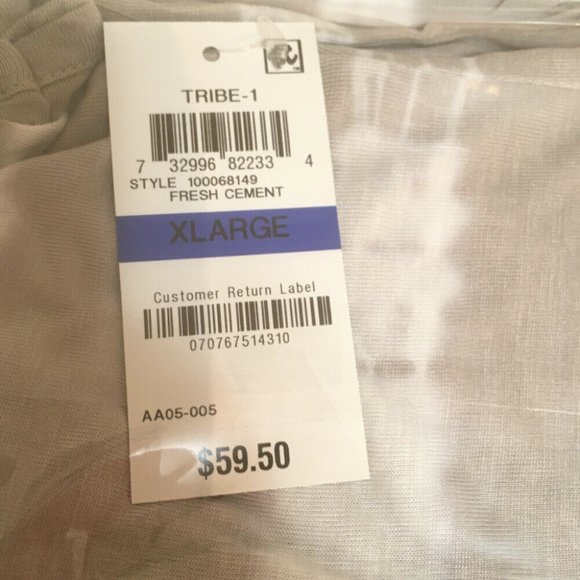 TRIBE-1
7 32996 82233 4
STYLE 100068149
FRESH CEMENT
XLARGE
Customer Return Label
070767514310
AA05-005
$59.50